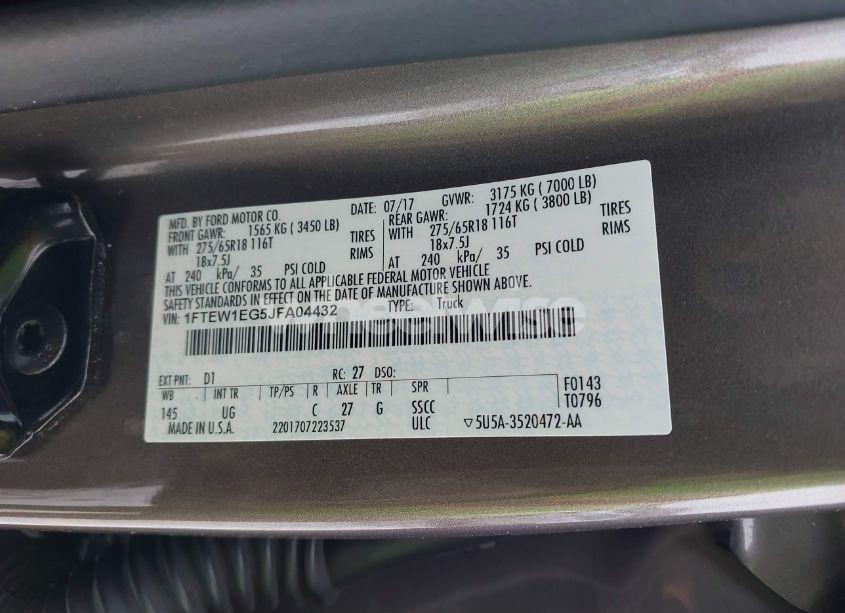 MFD. BY FORD MOTOR CO.
DATE: 07/17 GVWR: 3175 KG ( 7000 LB)
FRONT GAWR: 1565 KG ( 3450 LB) REAR GAWR: 1724 KG ( 3800 LB)
WITH 275/65R18 116T TIRES WITH 275/65R18 116T TIRES
18x7.5J RIMS 18x7.5J RIMS
AT 240 kPa/ 35 PSI COLD AT 240 kPa/ 35 PSI COLD
THIS VEHICLE CONFORMS TO ALL APPLICABLE FEDERAL MOTOR VEHICLE
SAFETY STANDARDS IN EFFECT ON THE DATE OF MANUFACTURE SHOWN ABOVE.
VIN: 1FTEW1EG5JFA04432 TYPE: Truck
wheelwise
EXT PNT: D1 RC: 27 DSO: F0143
WB INT TR TP/PS R AXLE TR SPR T0796
145 UG C 27 G SSCC
MADE IN U.S.A. 2201707223537 ULC ▽5U5A-3520472-AA